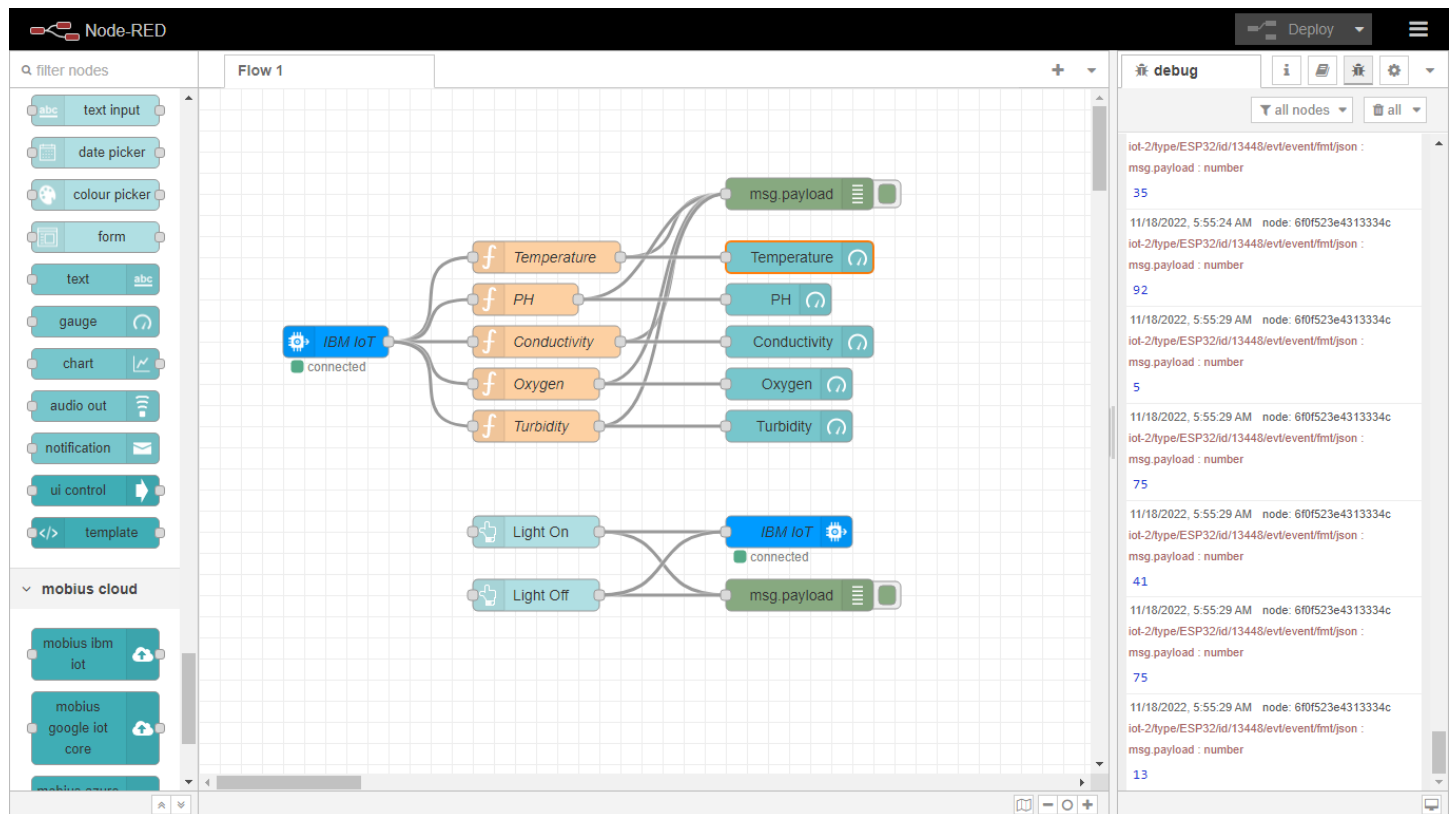 Node-RED
Deploy
filter nodes
Flow 1
debug
i
all nodes
all
abc text input
date picker
colour picker
form
text abc
gauge
chart
audio out
notification
ui control
</> template
mobius cloud
mobius ibm
iot
mobius
google iot
core
mobius azure
msg.payload
f Temperature
Temperature
f PH
PH
IBM IoT
connected
f Conductivity
Conductivity
f Oxygen
Oxygen
f Turbidity
Turbidity
Light On
IBM IoT
connected
Light Off
msg.payload
iot-2/type/ESP32/id/13448/evt/event/fmt/json :
msg.payload : number
35
11/18/2022, 5:55:24 AM node: 6f0f523e4313334c
iot-2/type/ESP32/id/13448/evt/event/fmt/json :
msg.payload : number
92
11/18/2022, 5:55:29 AM node: 6f0f523e4313334c
iot-2/type/ESP32/id/13448/evt/event/fmt/json :
msg.payload : number
5
11/18/2022, 5:55:29 AM node: 6f0f523e4313334c
iot-2/type/ESP32/id/13448/evt/event/fmt/json :
msg.payload : number
75
11/18/2022, 5:55:29 AM node: 6f0f523e4313334c
iot-2/type/ESP32/id/13448/evt/event/fmt/json :
msg.payload : number
41
11/18/2022, 5:55:29 AM node: 6f0f523e4313334c
iot-2/type/ESP32/id/13448/evt/event/fmt/json :
msg.payload : number
75
11/18/2022, 5:55:29 AM node: 6f0f523e4313334c
iot-2/type/ESP32/id/13448/evt/event/fmt/json :
msg.payload : number
13